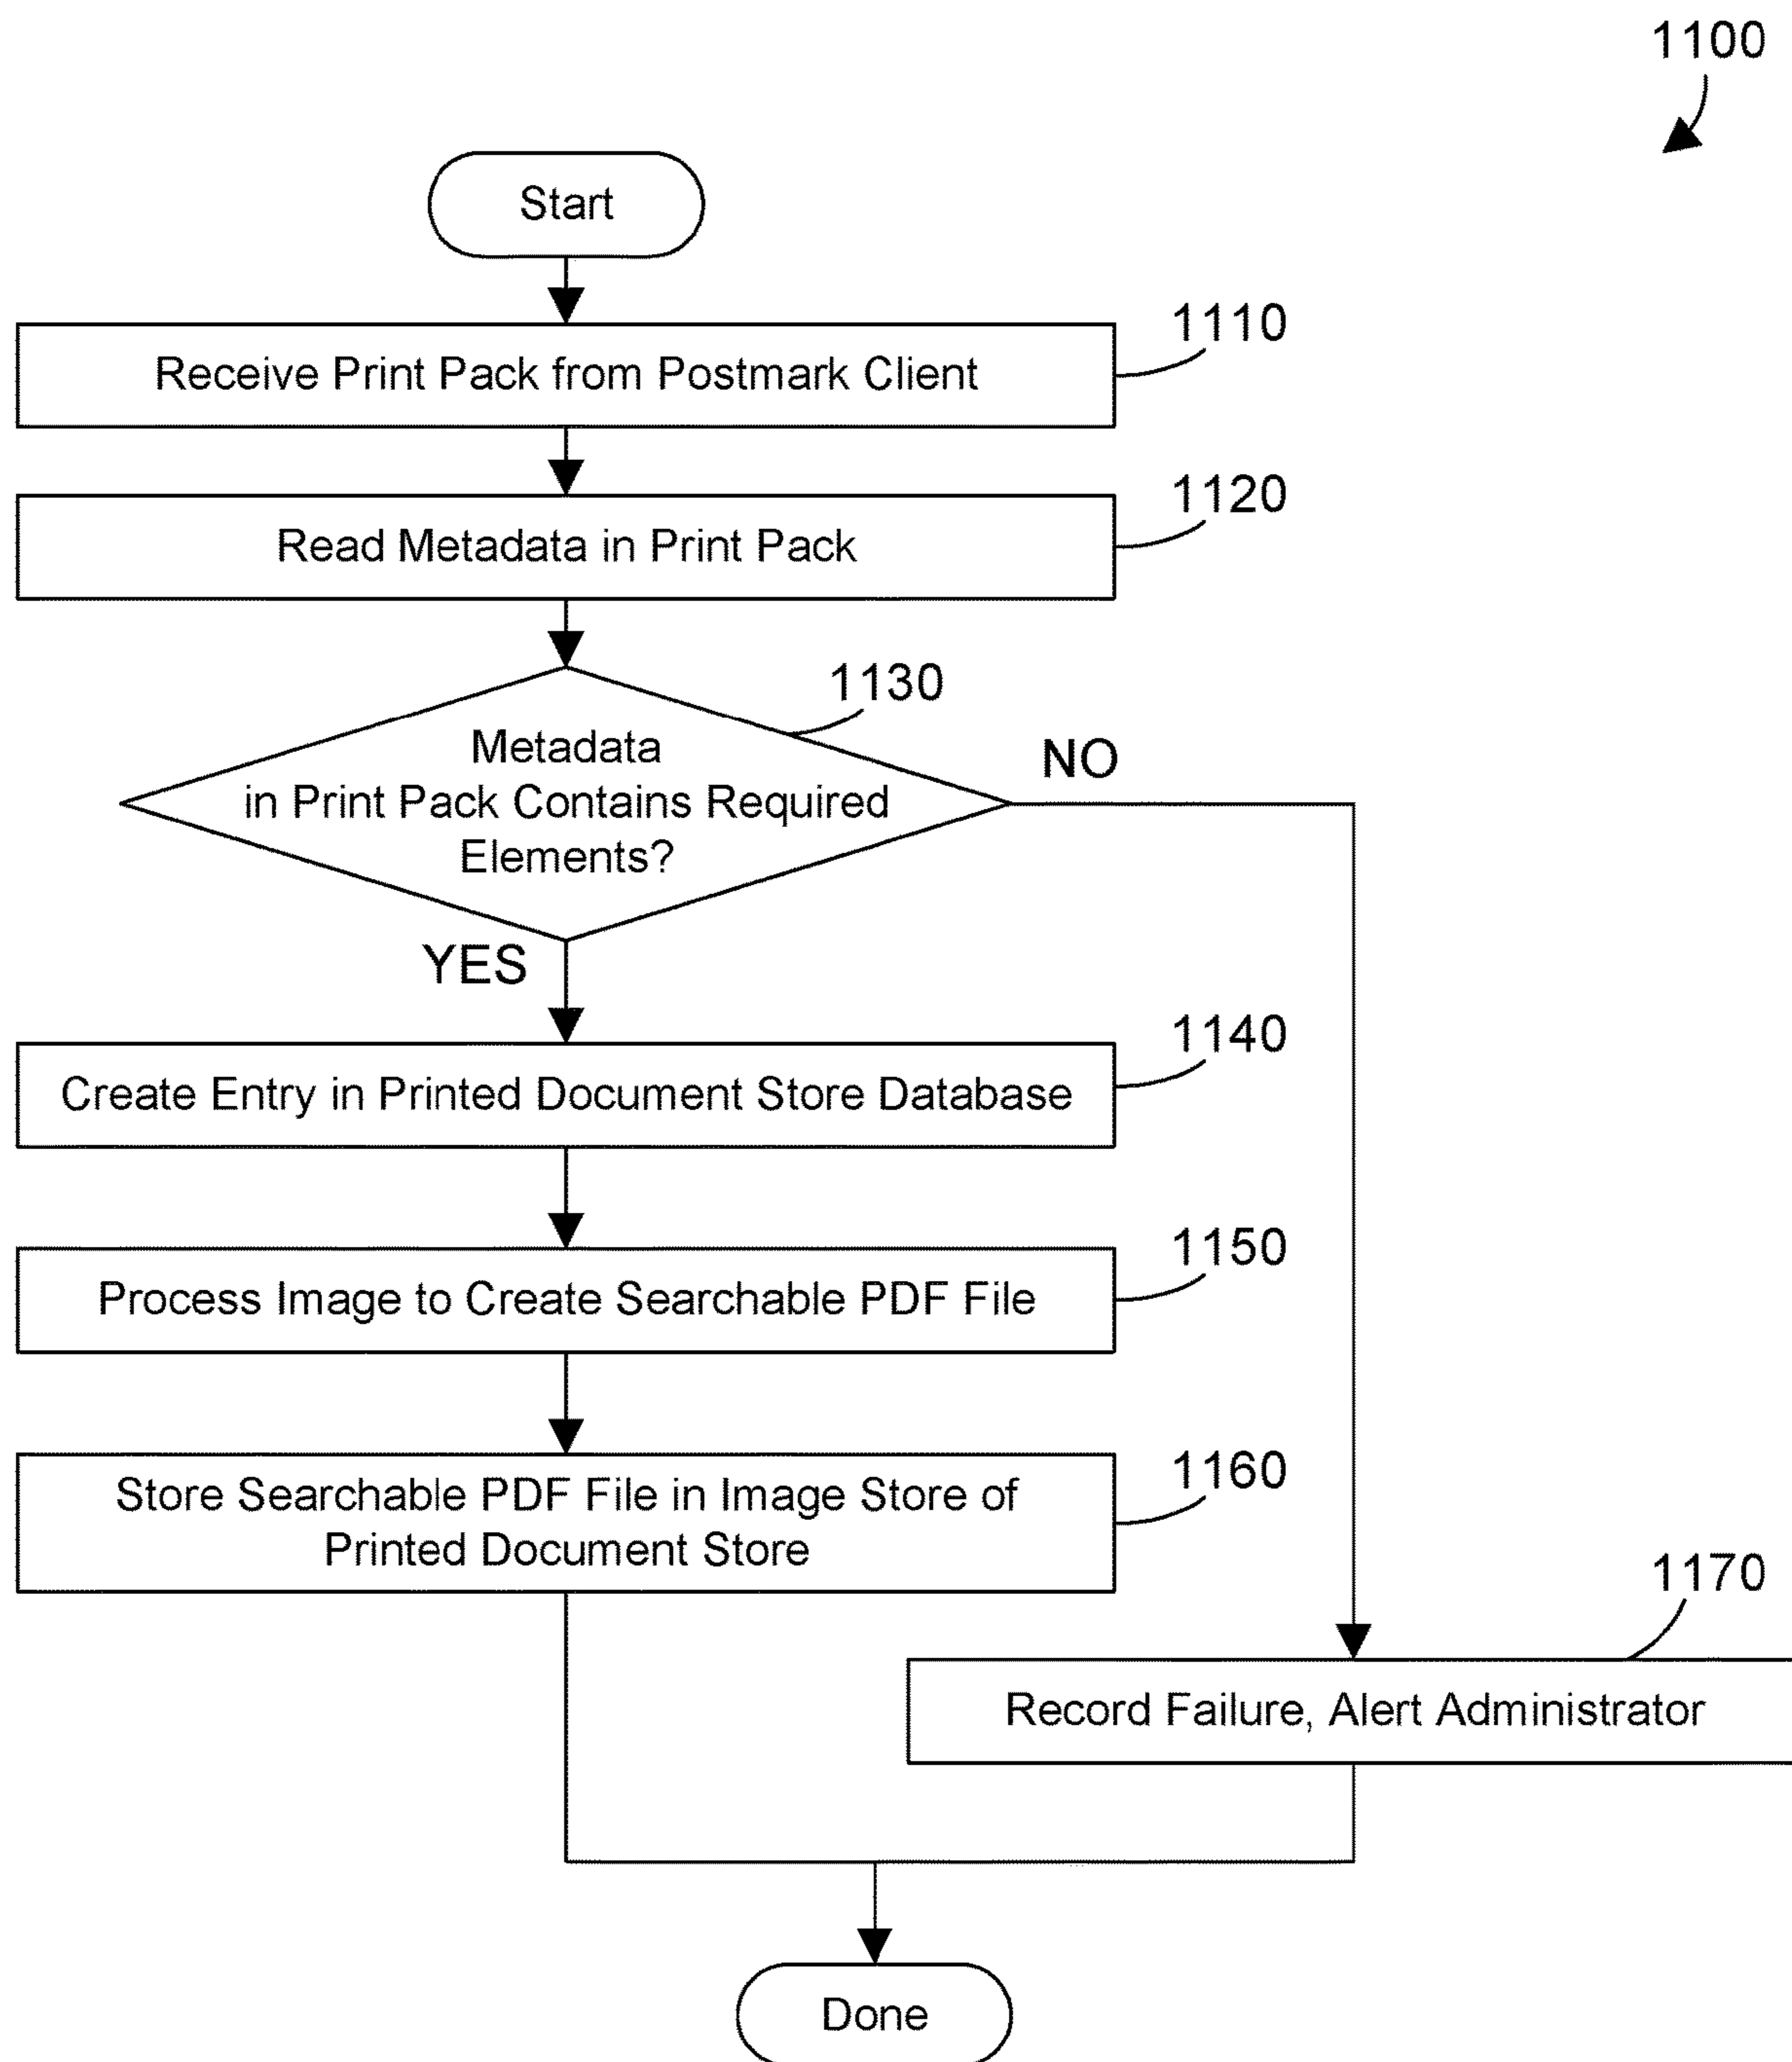 1100
Start
1110
Receive Print Pack from Postmark Client
1120
Read Metadata in Print Pack
1130
Metadata
in Print Pack Contains Required
Elements?
NO
YES
1140
Create Entry in Printed Document Store Database
1150
Process Image to Create Searchable PDF File
1160
Store Searchable PDF File in Image Store of
Printed Document Store
1170
Record Failure, Alert Administrator
Done